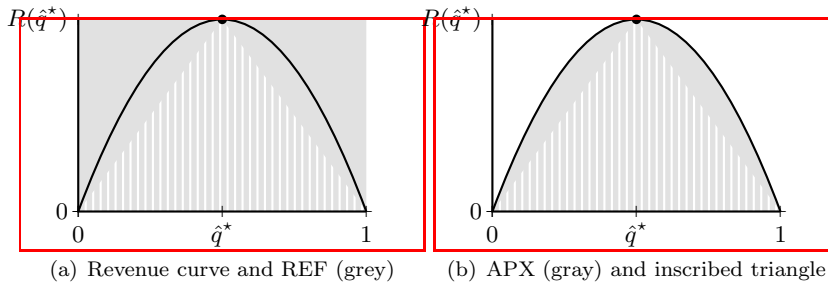 R(q̂⋆)
0
0 q̂⋆ 1
(a) Revenue curve and REF (grey)
R(q̂⋆)
0
0 q̂⋆ 1
(b) APX (gray) and inscribed triangle